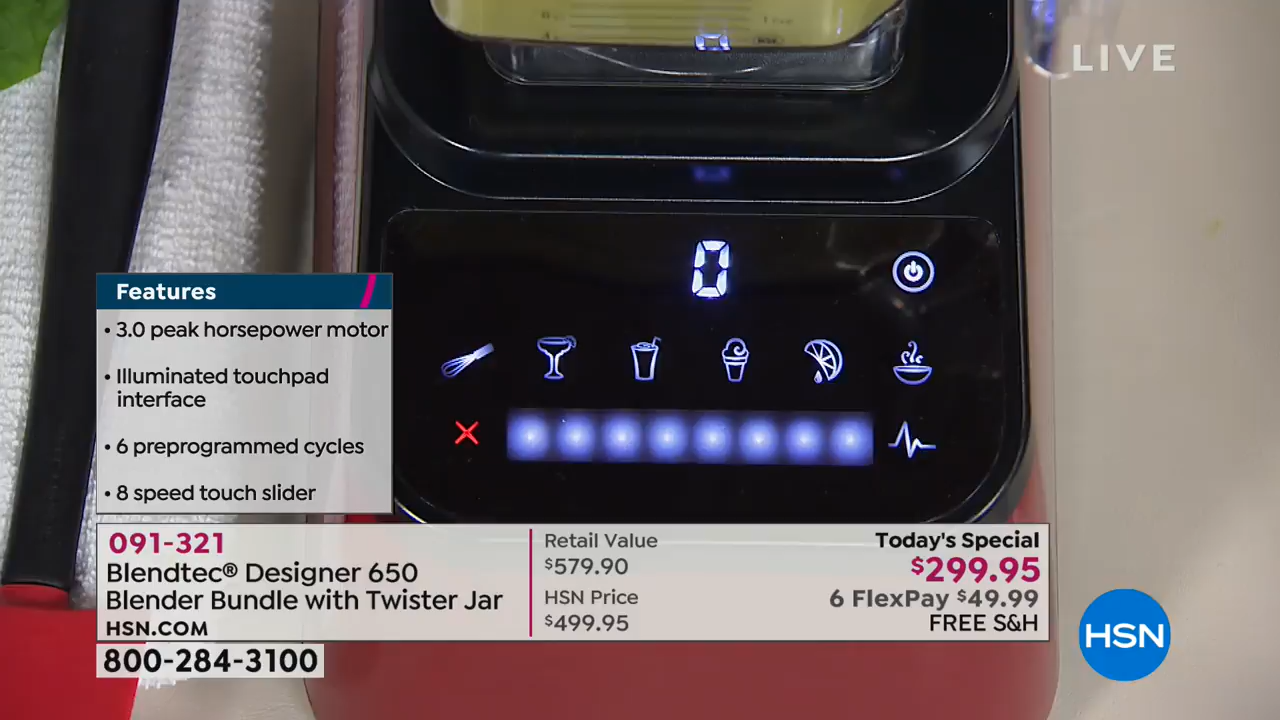 LIVE
0
Features
• 3.0 peak horsepower motor
• Illuminated touchpad
interface
• 6 preprogrammed cycles
• 8 speed touch slider
091-321
Blendtec® Designer 650
Blender Bundle with Twister Jar
HSN.COM
800-284-3100
Retail Value
$579.90
HSN Price
$499.95
Today's Special
$299.95
6 FlexPay $49.99
FREE S&H
HSN